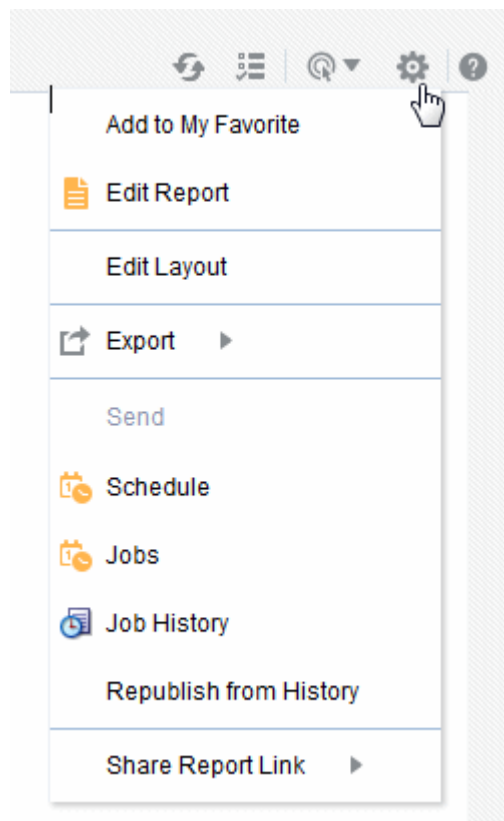 Add to My Favorite
Edit Report
Edit Layout
Export
Send
Schedule
Jobs
Job History
Republish from History
Share Report Link